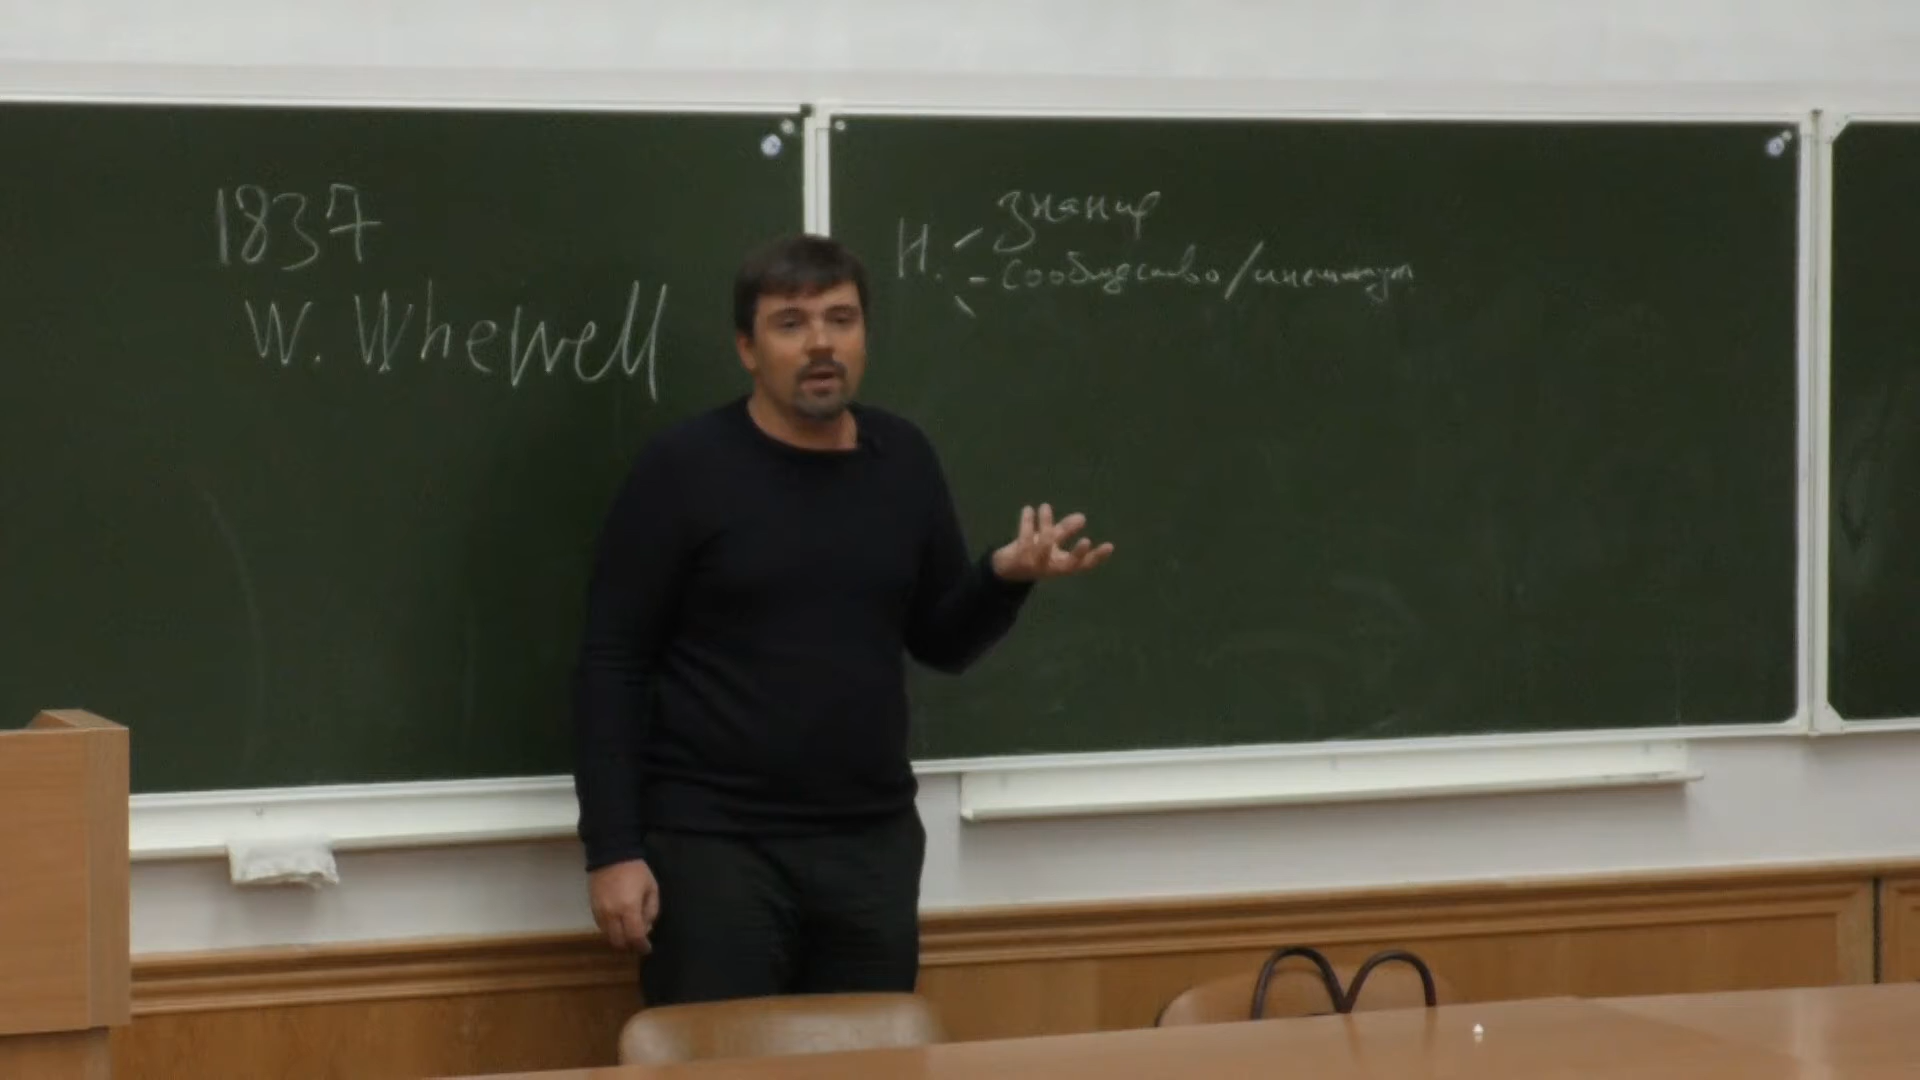 1837
W. Whewell
знание
Н.
- сообщество/институт